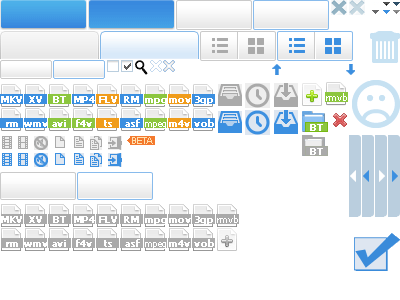 MKV XV BT MP4 FLV RM mpg mov 3gp rmvb
rm wmv avi f4v ts asf mpeg m4v vob BT
BETA
BT
MKV XV BT MP4 FLV RM mpg mov 3gp rmvb
rm wmv avi f4v ts asf mpeg m4v vob